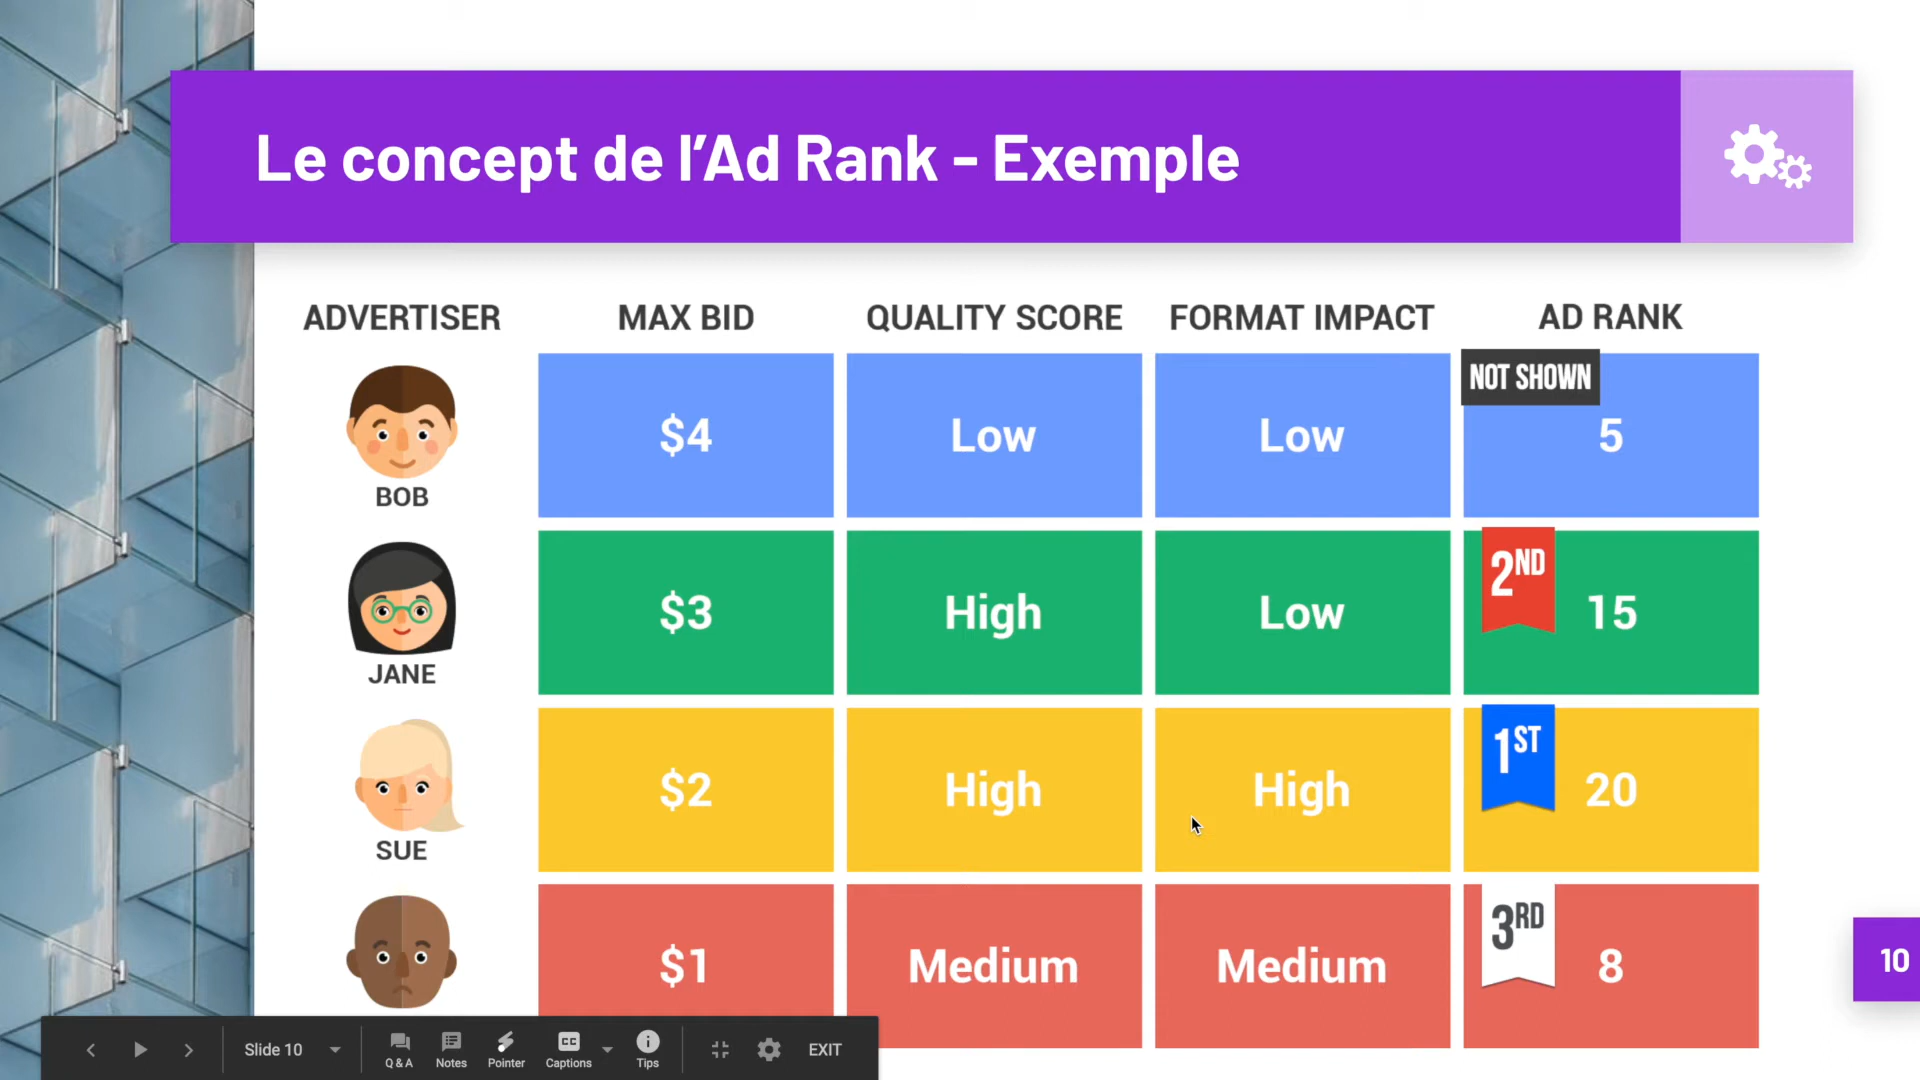 Le concept de l’Ad Rank - Exemple
ADVERTISER MAX BID QUALITY SCORE FORMAT IMPACT AD RANK
NOT SHOWN
$4 Low Low 5
BOB
2ND
$3 High Low 15
JANE
1ST
$2 High High 20
SUE
3RD
$1 Medium Medium 8
10
Slide 10 Q & A Notes Pointer CC Captions Tips EXIT